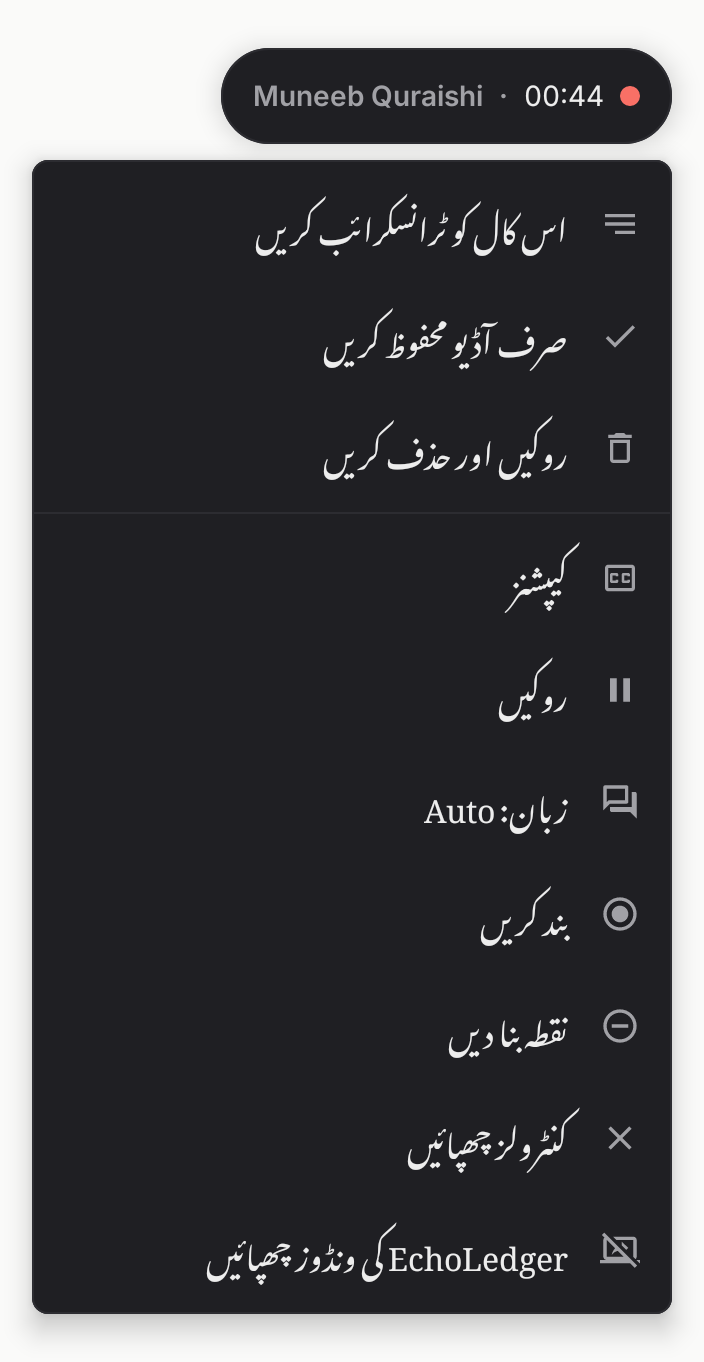 Muneeb Quraishi · 00:44
اس کال کو ٹرانسکرائب کریں
صرف آڈیو محفوظ کریں
روکیں اور حذف کریں
CC کیپشنز
روکیں
زبان: Auto
بند کریں
نقطہ بنا دیں
کنٹرولز چھپائیں
EchoLedger کی ونڈوز چھپائیں